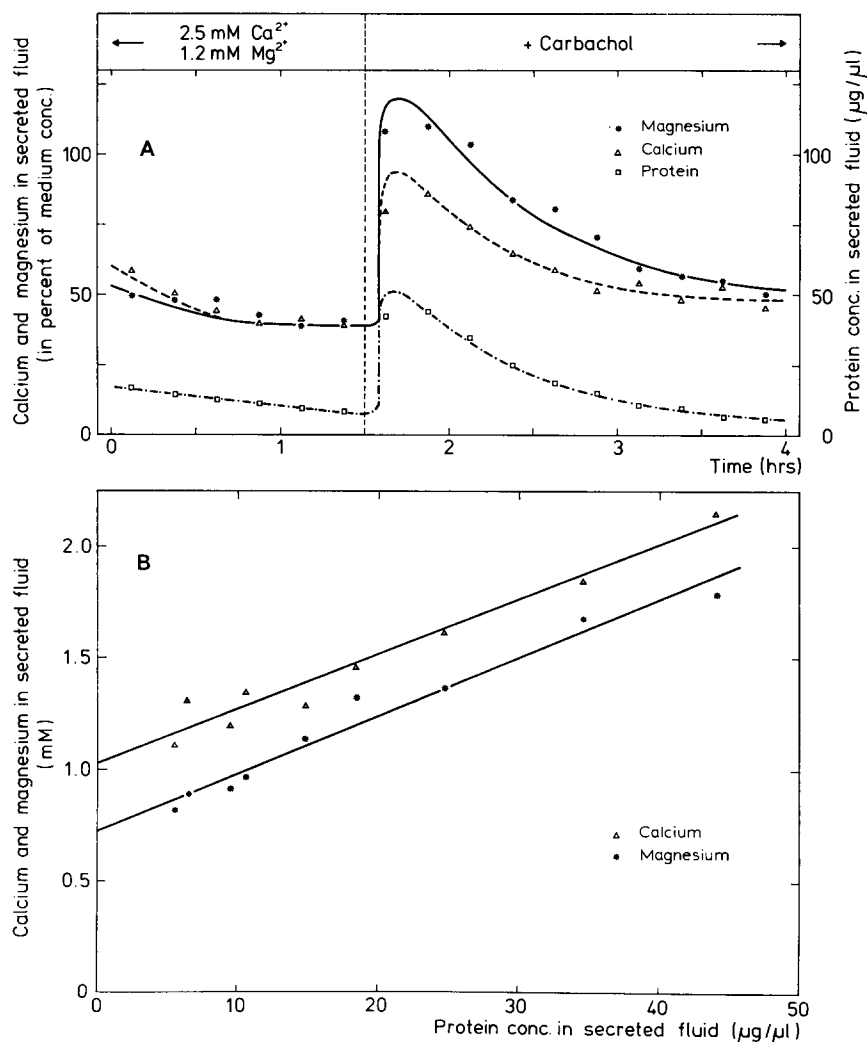 2.5 mM Ca2+
1.2 mM Mg2+
+ Carbachol
Calcium and magnesium in secreted fluid
(in percent of medium conc.)
100
50
0
A
Magnesium
Calcium
Protein
Protein conc. in secreted fluid (µg/µl)
100
50
0
0
1
2
3
4
Time (hrs)
Calcium and magnesium in secreted fluid
(mM)
2.0
1.5
1.0
0.5
0
B
Calcium
Magnesium
0
10
20
30
40
50
Protein conc. in secreted fluid (µg/µl)